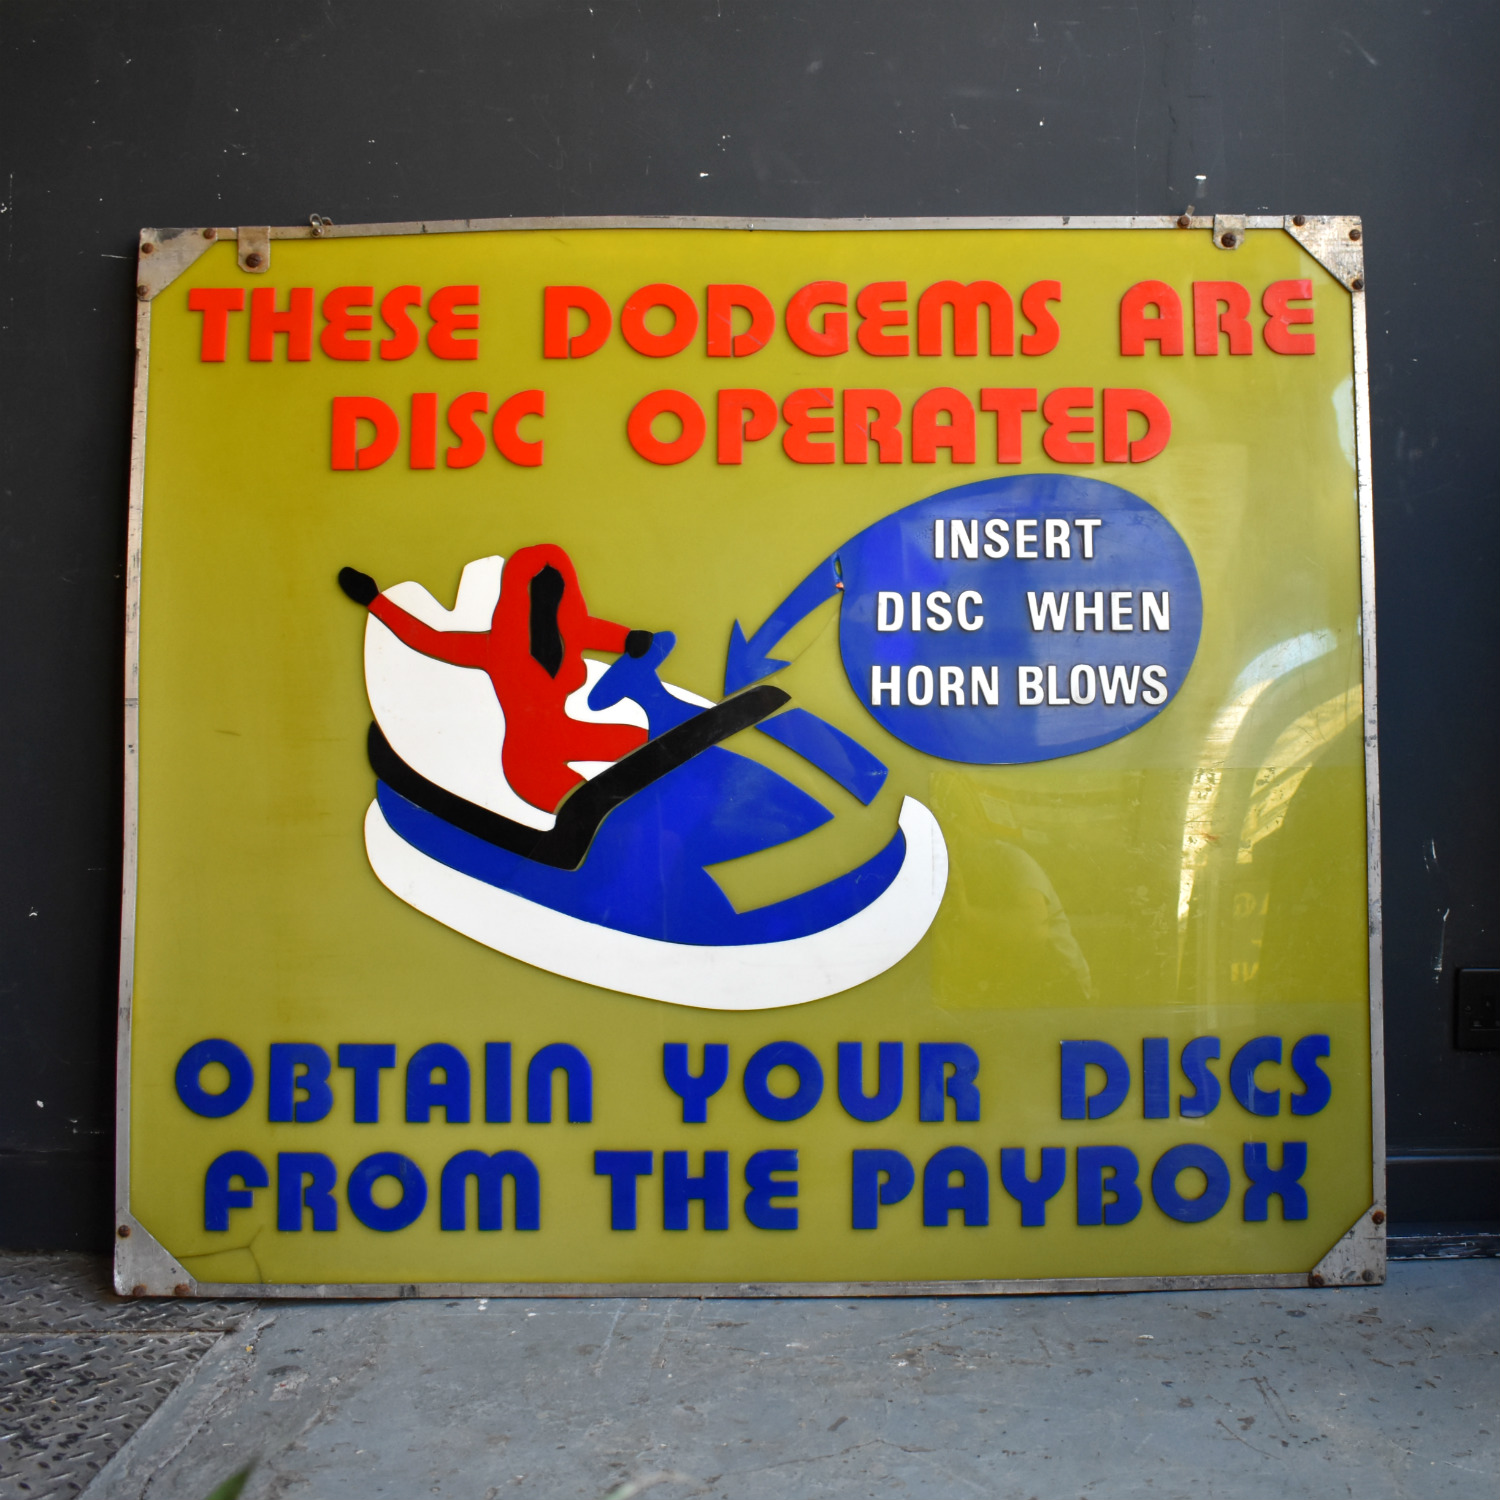 THESE DODGEMS ARE
DISC OPERATED
INSERT
DISC WHEN
HORN BLOWS
OBTAIN YOUR DISCS
FROM THE PAYBOX